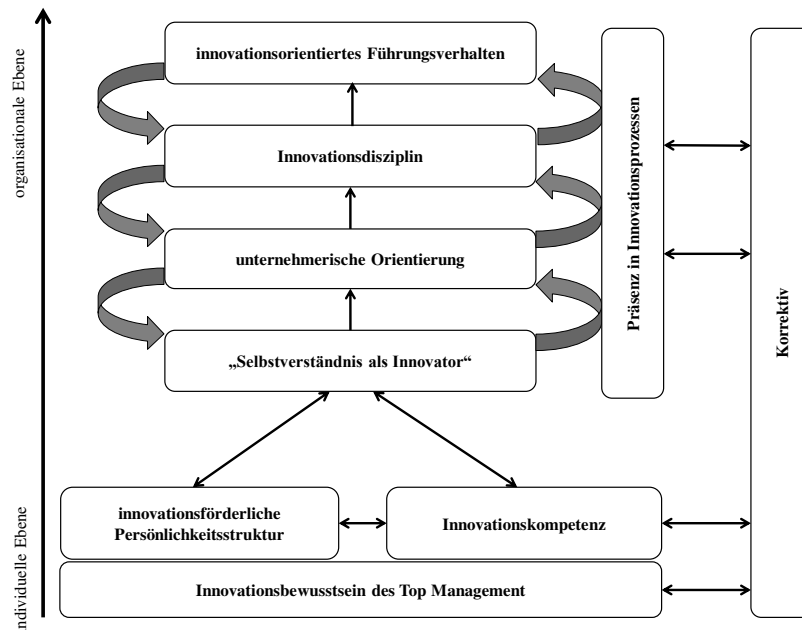 organisationale Ebene
innovationsorientiertes Führungsverhalten
Innovationsdisziplin
unternehmerische Orientierung
„Selbstverständnis als Innovator“
Präsenz in Innovationsprozessen
Korrektiv
individuelle Ebene
innovationsförderliche
Persönlichkeitsstruktur
Innovationskompetenz
Innovationsbewusstsein des Top Management